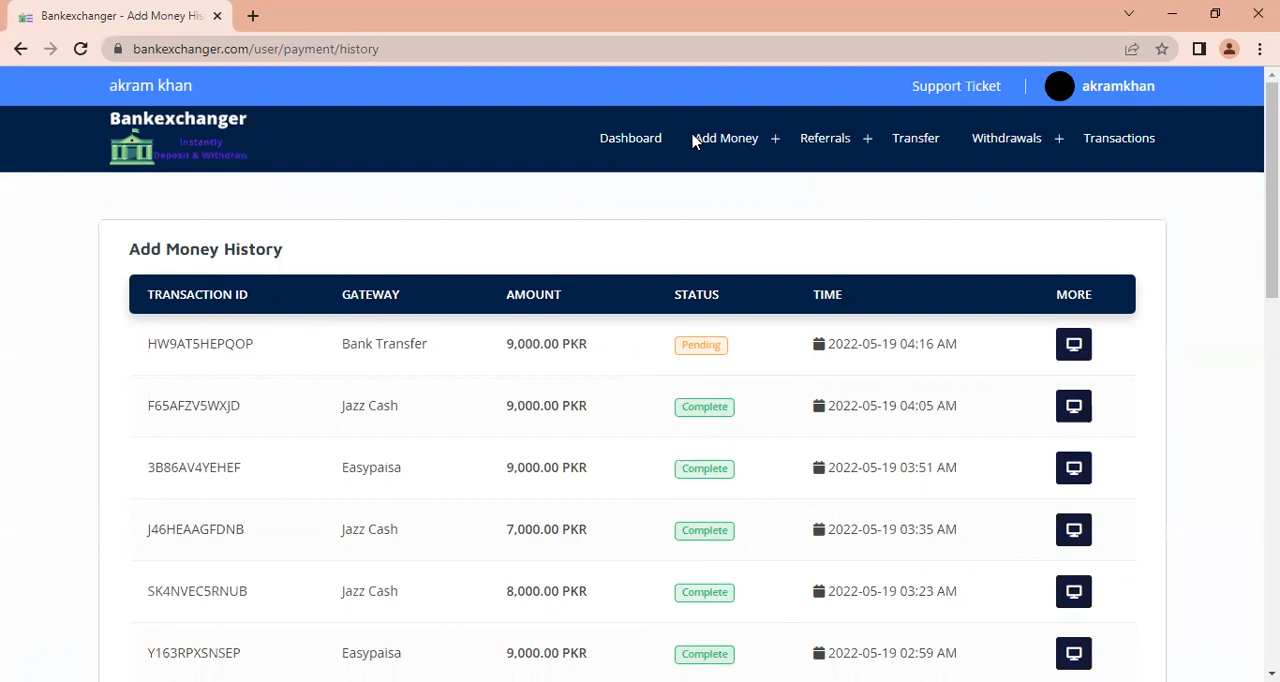 Bankexchanger - Add Money His
bankexchanger.com/user/payment/history
akram khan
Support Ticket | akramkhan
Bankexchanger
Instantly
Deposit & Withdraw
Dashboard Add Money + Referrals + Transfer Withdrawals + Transactions
Add Money History
TRANSACTION ID GATEWAY AMOUNT STATUS TIME MORE
HW9AT5HEPQOP Bank Transfer 9,000.00 PKR Pending 2022-05-19 04:16 AM
F65AFZV5WXJD Jazz Cash 9,000.00 PKR Complete 2022-05-19 04:05 AM
3B86AV4YEHEF Easypaisa 9,000.00 PKR Complete 2022-05-19 03:51 AM
J46HEAAGFDNB Jazz Cash 7,000.00 PKR Complete 2022-05-19 03:35 AM
SK4NVEC5RNUB Jazz Cash 8,000.00 PKR Complete 2022-05-19 03:23 AM
Y163RPXSNSEP Easypaisa 9,000.00 PKR Complete 2022-05-19 02:59 AM